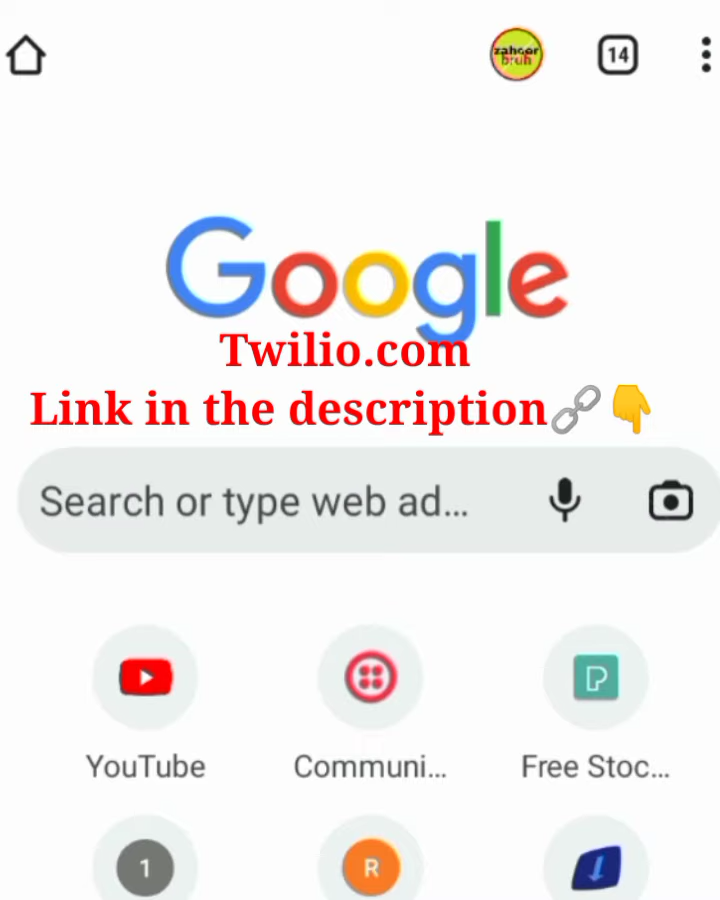 zahoor
bruh
14
Google
Twilio.com
Link in the description🔗👇
Search or type web ad...
YouTube
Communi...
Free Stoc...
1
R